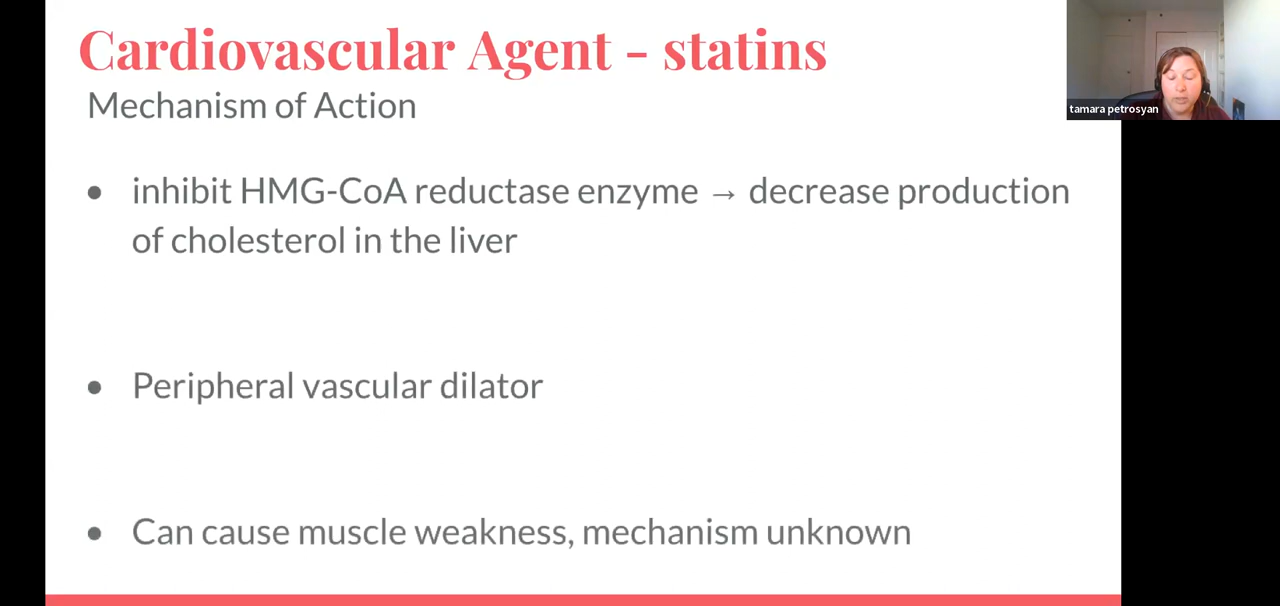 Cardiovascular Agent - statins
Mechanism of Action
● inhibit HMG-CoA reductase enzyme → decrease production
of cholesterol in the liver
● Peripheral vascular dilator
● Can cause muscle weakness, mechanism unknown
tamara petrosyan